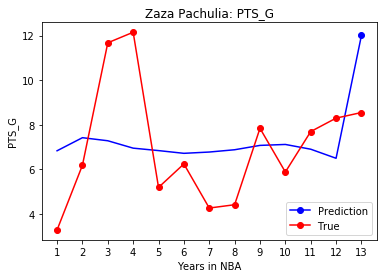 Zaza Pachulia: PTS_G
12
10
8
6
4
PTS_G
1 2 3 4 5 6 7 8 9 10 11 12 13
Years in NBA
Prediction
True